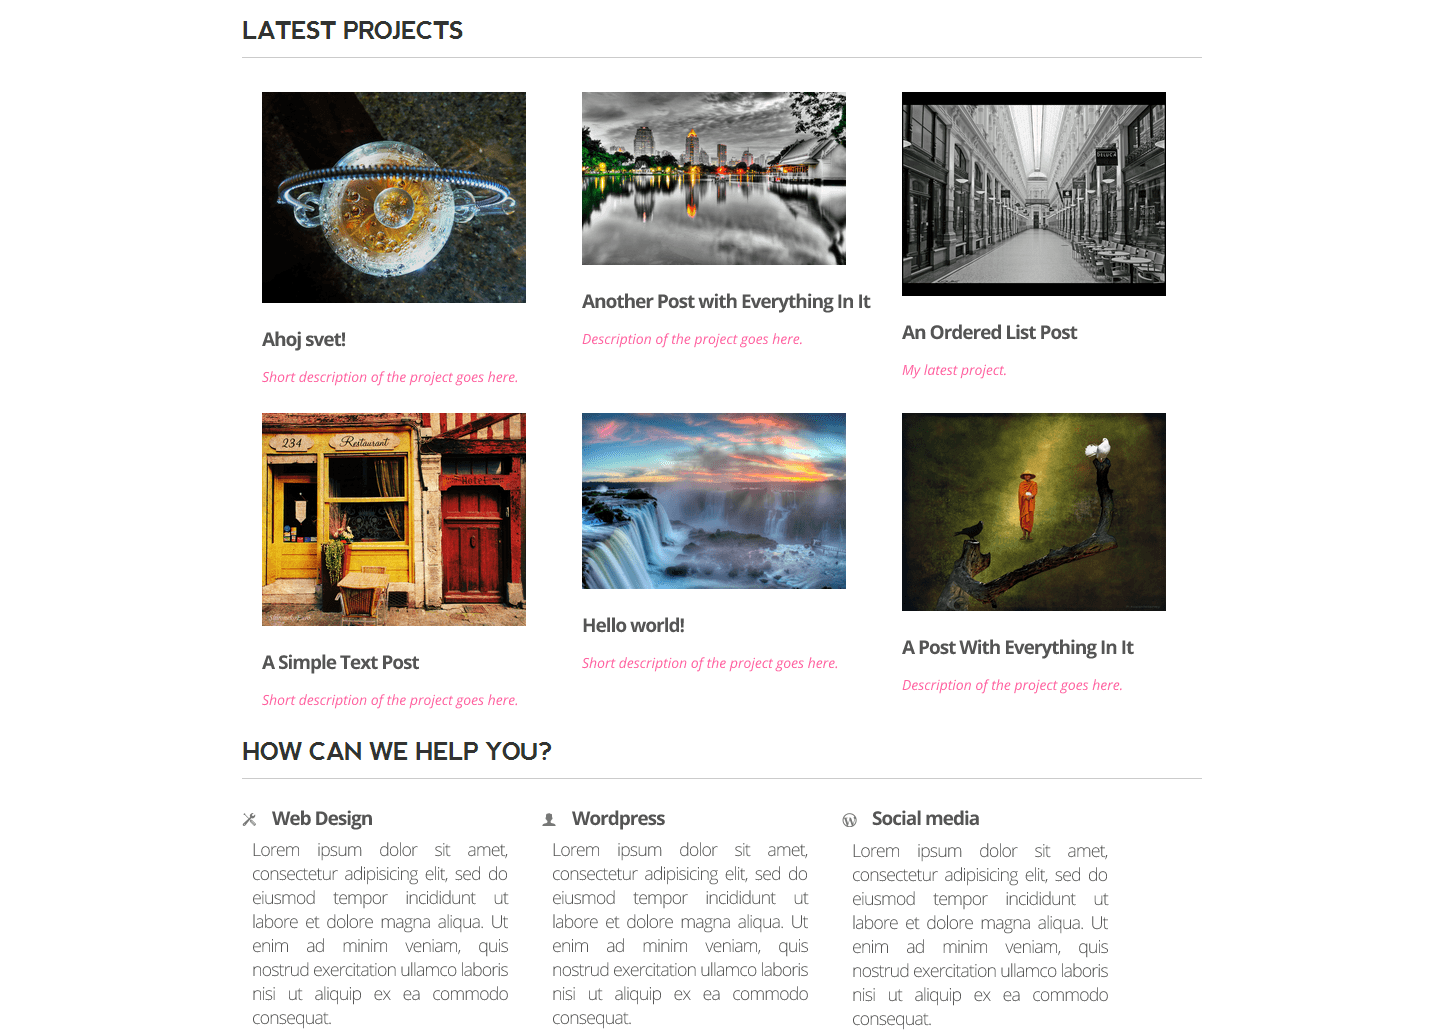 LATEST PROJECTS
DELUCA
Ahoj svet!
Short description of the project goes here.
Another Post with Everything In It
Description of the project goes here.
An Ordered List Post
My latest project.
234
Restaurant
Hotel
A Simple Text Post
Short description of the project goes here.
Hello world!
Short description of the project goes here.
A Post With Everything In It
Description of the project goes here.
HOW CAN WE HELP YOU?
Web Design
Lorem ipsum dolor sit amet,
consectetur adipisicing elit, sed do
eiusmod tempor incididunt ut
labore et dolore magna aliqua. Ut
enim ad minim veniam, quis
nostrud exercitation ullamco laboris
nisi ut aliquip ex ea commodo
consequat.
Wordpress
Lorem ipsum dolor sit amet,
consectetur adipisicing elit, sed do
eiusmod tempor incididunt ut
labore et dolore magna aliqua. Ut
enim ad minim veniam, quis
nostrud exercitation ullamco laboris
nisi ut aliquip ex ea commodo
consequat.
Social media
Lorem ipsum dolor sit amet,
consectetur adipisicing elit, sed do
eiusmod tempor incididunt ut
labore et dolore magna aliqua. Ut
enim ad minim veniam, quis
nostrud exercitation ullamco laboris
nisi ut aliquip ex ea commodo
consequat.